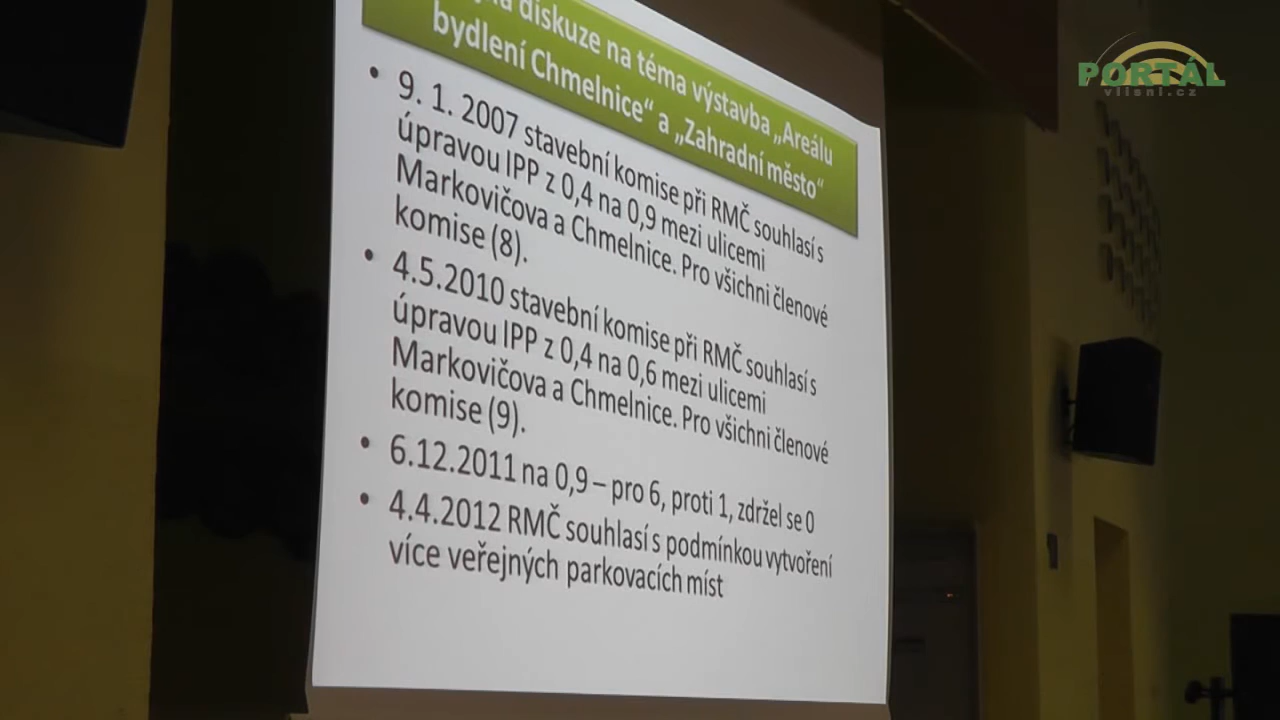 diskuze na téma výstavba „Areálu
bydlení Chmelnice“ a „Zahradní město“
• 9. 1. 2007 stavební komise při RMČ souhlasí s
úpravou IPP z 0,4 na 0,9 mezi ulicemi
Markovičova a Chmelnice. Pro všichni členové
komise (8).
• 4.5.2010 stavební komise při RMČ souhlasí s
úpravou IPP z 0,4 na 0,6 mezi ulicemi
Markovičova a Chmelnice. Pro všichni členové
komise (9).
• 6.12.2011 na 0,9 – pro 6, proti 1, zdržel se 0
• 4.4.2012 RMČ souhlasí s podmínkou vytvoření
více veřejných parkovacích míst
PORTÁL
vlisni.cz